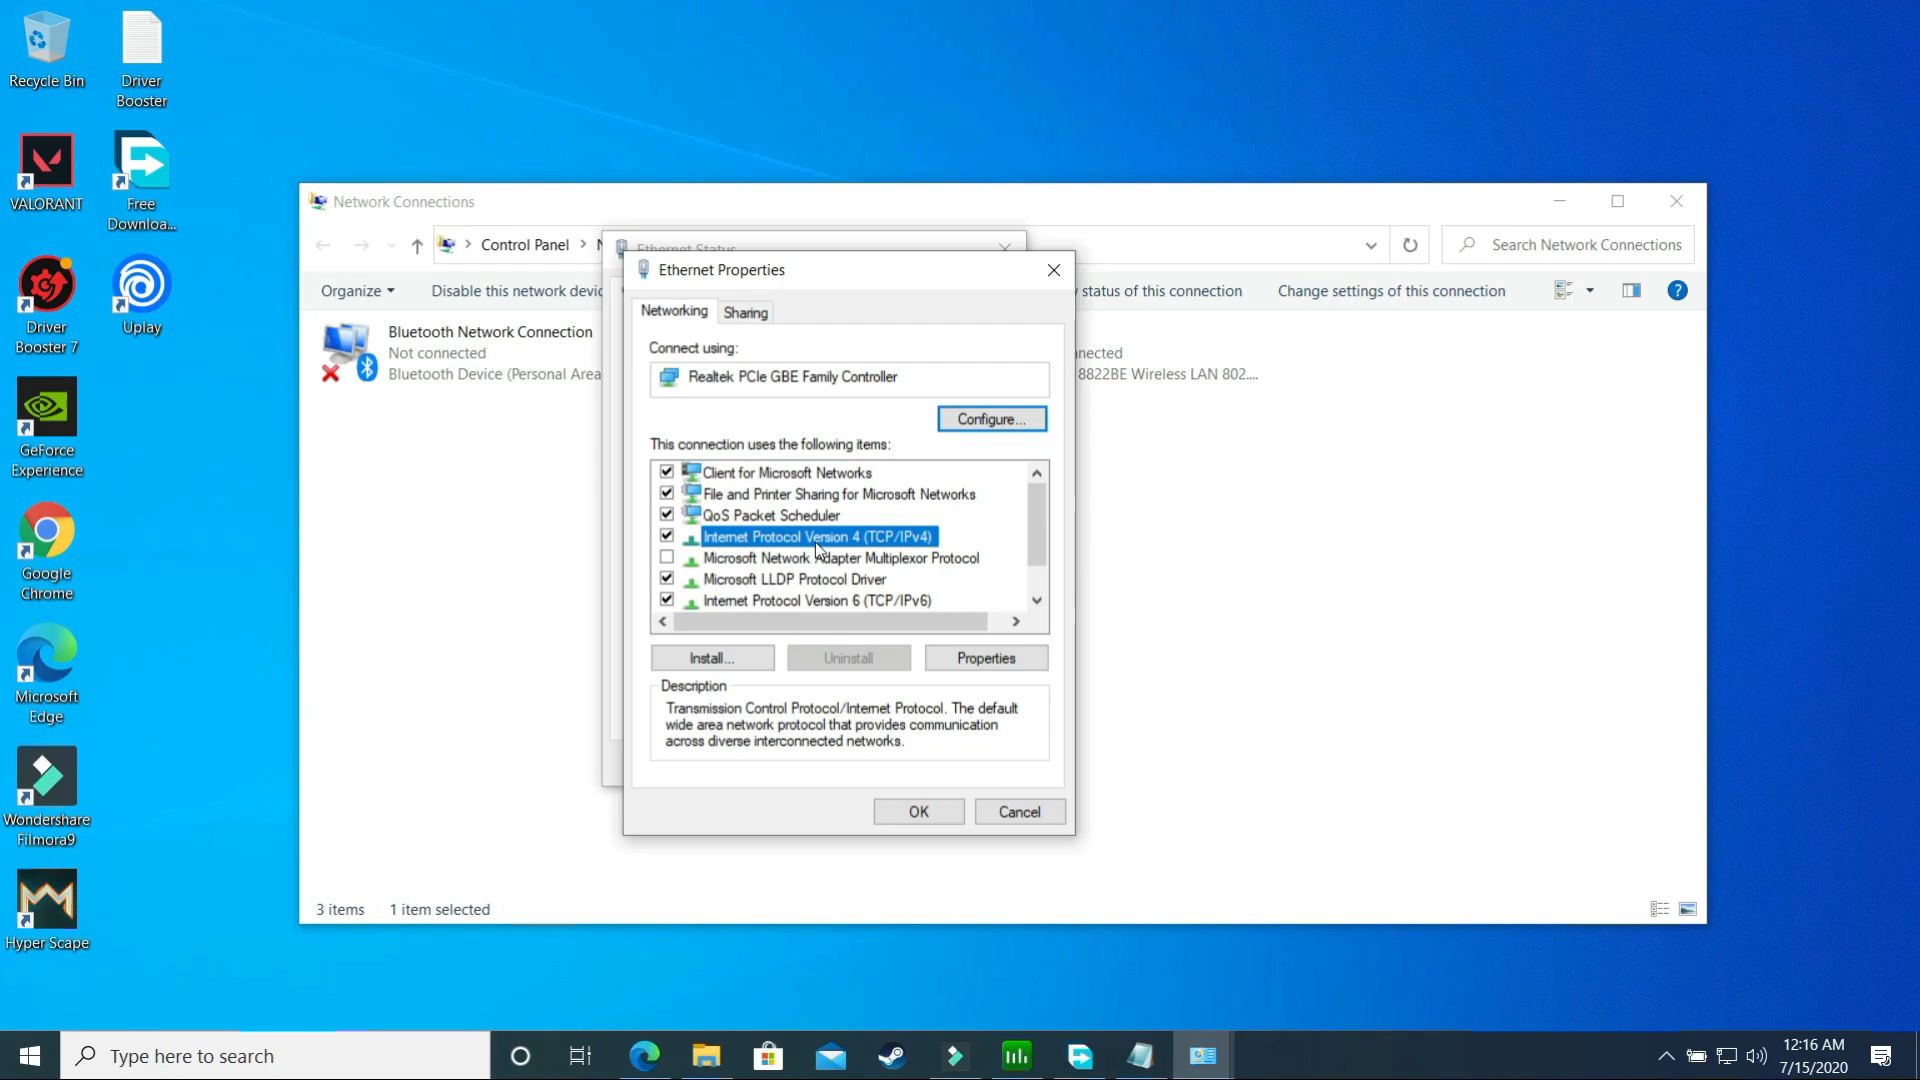 Recycle Bin
Driver
Booster
VALORANT
Free
Downloa...
Driver
Booster 7
Uplay
GeForce
Experience
Google
Chrome
Microsoft
Edge
Wondershare
Filmora9
Hyper Scape
Network Connections
Control Panel
N
Search Network Connections
Organize
Disable this network devic
status of this connection
Change settings of this connection
Bluetooth Network Connection
Not connected
Bluetooth Device (Personal Area
nected
8822BE Wireless LAN 802....
Ethernet Status
Ethernet Properties
Networking
Sharing
Connect using:
Realtek PCIe GBE Family Controller
Configure...
This connection uses the following items:
Client for Microsoft Networks
File and Printer Sharing for Microsoft Networks
QoS Packet Scheduler
Internet Protocol Version 4 (TCP/IPv4)
Microsoft Network Adapter Multiplexor Protocol
Microsoft LLDP Protocol Driver
Internet Protocol Version 6 (TCP/IPv6)
Install...
Uninstall
Properties
Description
Transmission Control Protocol/Internet Protocol. The default
wide area network protocol that provides communication
across diverse interconnected networks.
OK
Cancel
3 items
1 item selected
Type here to search
12:16 AM
7/15/2020